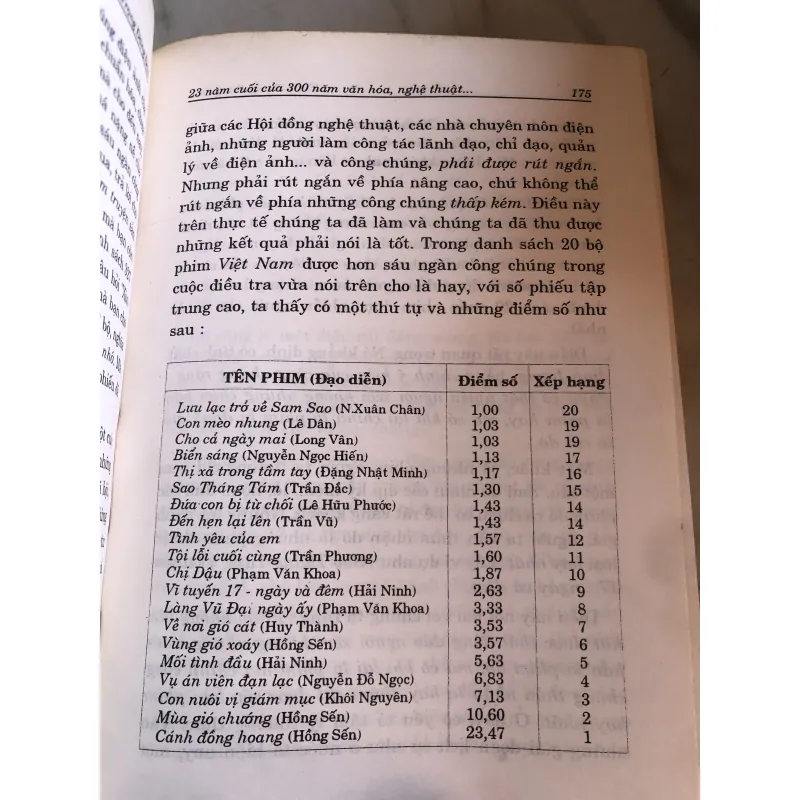 23 năm cuối của 300 năm văn hóa, nghệ thuật... 175
giữa các Hội đồng nghệ thuật, các nhà chuyên môn điện
ảnh, những người làm công tác lãnh đạo, chỉ đạo, quản
lý về điện ảnh... và công chúng, phải được rút ngắn.
Nhưng phải rút ngắn về phía nâng cao, chứ không thể
rút ngắn về phía những công chúng thấp kém. Điều này
trên thực tế chúng ta đã làm và chúng ta đã thu được
những kết quả phải nói là tốt. Trong danh sách 20 bộ
phim Việt Nam được hơn sáu ngàn công chúng trong
cuộc điều tra vừa nói trên cho là hay, với số phiếu tập
trung cao, ta thấy có một thứ tự và những điểm số như
sau :
TÊN PHIM (Đạo diễn) Điểm số Xếp hạng
Lưu lạc trở về Sam Sao (N.Xuân Chân) 1,00 20
Con mèo nhung (Lê Dân) 1,03 19
Cho cả ngày mai (Long Vân) 1,03 19
Biển sáng (Nguyễn Ngọc Hiến) 1,13 17
Thị xã trong tầm tay (Đặng Nhật Minh) 1,17 16
Sao Tháng Tám (Trần Đắc) 1,30 15
Đứa con bị từ chối (Lê Hữu Phước) 1,43 14
Đến hẹn lại lên (Trần Vũ) 1,43 14
Tình yêu của em 1,57 12
Tội lỗi cuối cùng (Trần Phương) 1,60 11
Chị Dậu (Phạm Văn Khoa) 1,87 10
Vĩ tuyến 17 - ngày và đêm (Hải Ninh) 2,63 9
Làng Vũ Đại ngày ấy (Phạm Văn Khoa) 3,33 8
Về nơi gió cát (Huy Thành) 3,53 7
Vùng gió xoáy (Hồng Sến) 3,57 6
Mối tình đầu (Hải Ninh) 5,63 5
Vụ án viên đạn lạc (Nguyễn Đỗ Ngọc) 6,83 4
Con nuôi vị giám mục (Khôi Nguyên) 7,13 3
Mùa gió chướng (Hồng Sến) 10,60 2
Cánh đồng hoang (Hồng Sến) 23,47 1